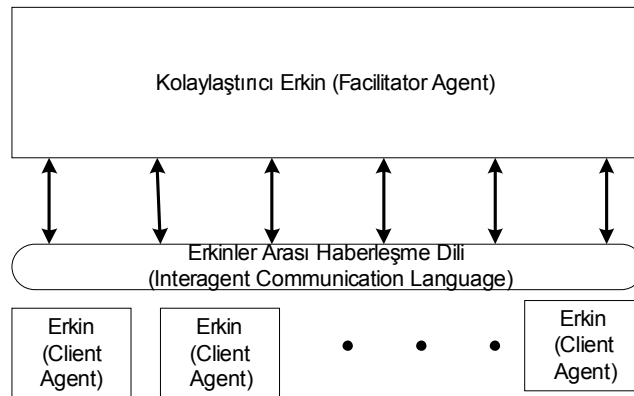 Kolaylaştırıcı Erkin (Facilitator Agent)
Erkinler Arası Haberleşme Dili
(Interagent Communication Language)
Erkin
(Client
Agent)
Erkin
(Client
Agent)
Erkin
(Client
Agent)